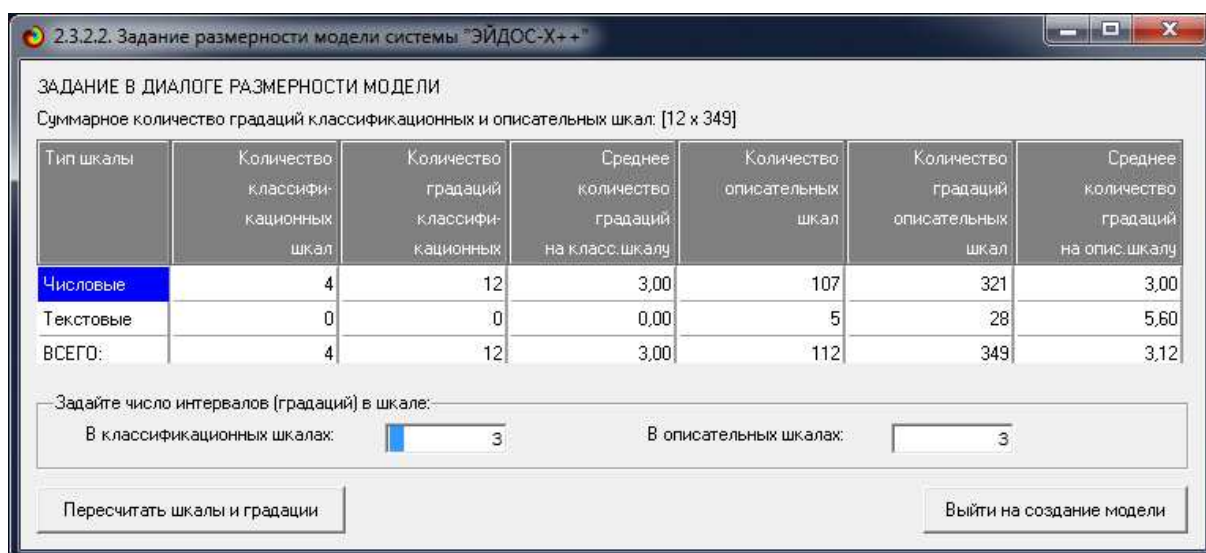 2.3.2.2. Задание размерности модели системы "ЭЙДОС-X++"
ЗАДАНИЕ В ДИАЛОГЕ РАЗМЕРНОСТИ МОДЕЛИ
Суммарное количество градаций классификационных и описательных шкал: [12 x 349]
Тип шкалы Количество Количество Среднее Количество Количество Среднее
классифи- градаций количество описательных градаций количество
кационных классифи- градаций шкал описательных градаций
шкал кационных на класс.шкалу шкал на опис.шкалу
Числовые 4 12 3,00 107 321 3,00
Текстовые 0 0 0,00 5 28 5,60
ВСЕГО: 4 12 3,00 112 349 3,12
Задайте число интервалов (градаций) в шкале:
В классификационных шкалах: 3 В описательных шкалах: 3
Пересчитать шкалы и градации Выйти на создание модели